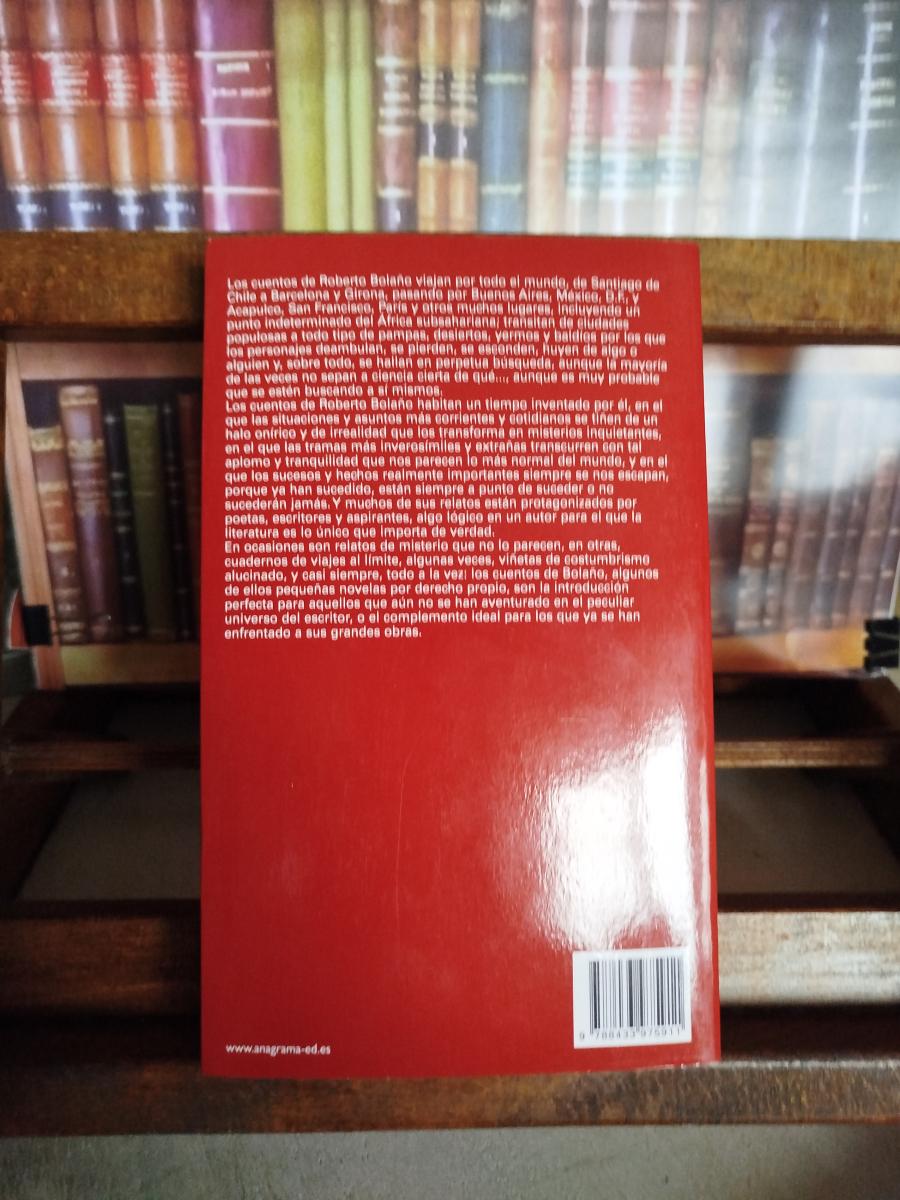 Los cuentos de Roberto Bolaño viajan por todo el mundo, de Santiago de
Chile a Barcelona y Girona, pasando por Buenos Aires, México, D.F., y
Acapulco, San Francisco, París y otros muchos lugares, incluyendo un
punto indeterminado del África subsahariana; transitan de ciudades
populosas a todo tipo de pampas, desiertos, yermos y baldíos por los que
los personajes deambulan, se pierden, se esconden, huyen de algo o
alguien y, sobre todo, se hallan en perpetua búsqueda, aunque la mayoría
de las veces no sepan a ciencia cierta de qué..., aunque es muy probable
que se estén buscando a sí mismos.
Los cuentos de Roberto Bolaño habitan un tiempo inventado por él, en el
que las situaciones y asuntos más corrientes y cotidianos se tiñen de un
halo onírico y de irrealidad que los transforma en misterios inquietantes,
en el que las tramas más inverosímiles y extrañas transcurren con tal
aplomo y tranquilidad que nos parecen lo más normal del mundo, y en el
que los sucesos y hechos realmente importantes siempre se nos escapan,
porque ya han sucedido, están siempre a punto de suceder o no
sucederán jamás. Y muchos de sus relatos están protagonizados por
poetas, escritores y aspirantes, algo lógico en un autor para el que la
literatura es lo único que importa de verdad.
En ocasiones son relatos de misterio que no lo parecen, en otras,
cuadernos de viajes al límite, algunas veces, viñetas de costumbrismo
alucinado, y casi siempre, todo a la vez: los cuentos de Bolaño, algunos
de ellos pequeñas novelas por derecho propio, son la introducción
perfecta para aquellos que aún no se han aventurado en el peculiar
universo del escritor, o el complemento ideal para los que ya se han
enfrentado a sus grandes obras.
www.anagrama-ed.es
9 788433 975911